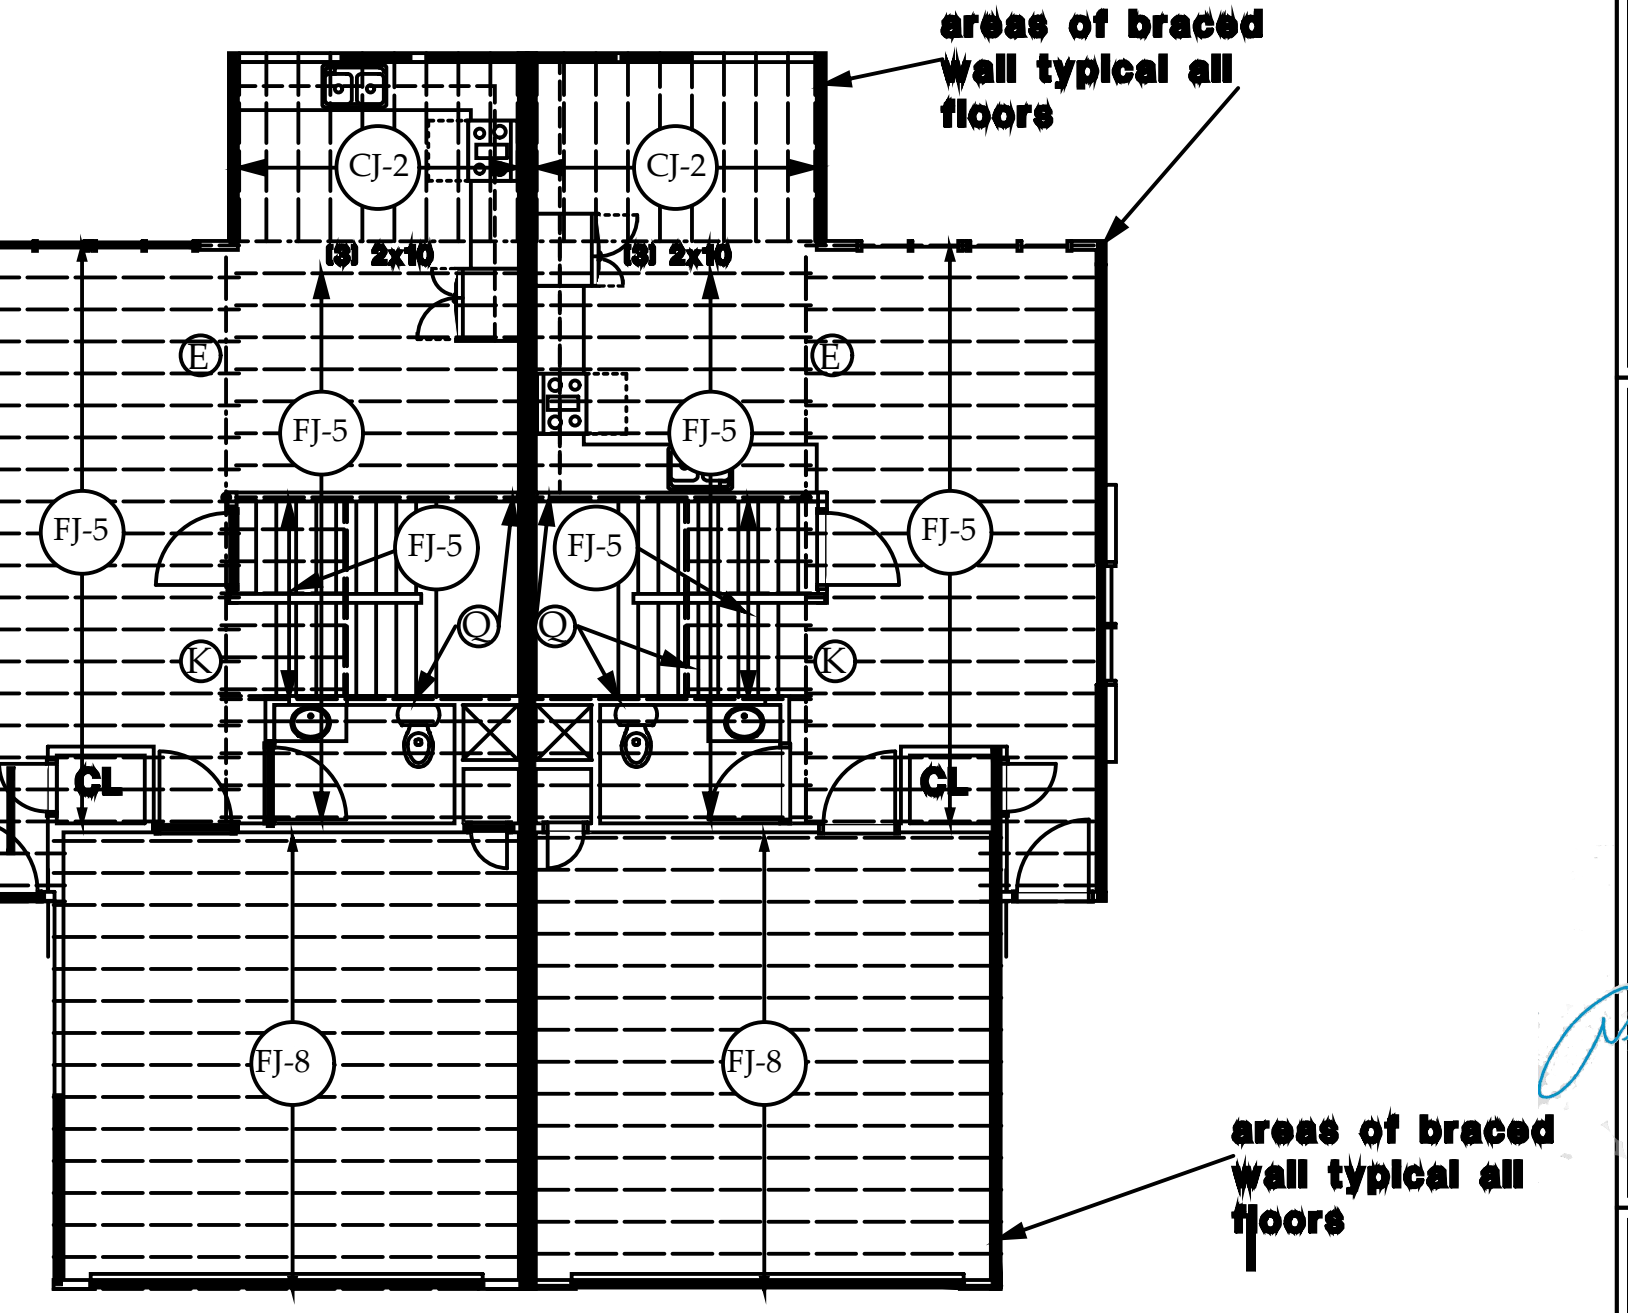 areas of braced
wall typical all
floors
CJ-2
CJ-2
(3) 2x10
(3) 2x10
E
E
FJ-5
FJ-5
FJ-5
FJ-5
FJ-5
FJ-5
Q
Q
K
K
CL
CL
FJ-8
FJ-8
areas of braced
wall typical all
floors